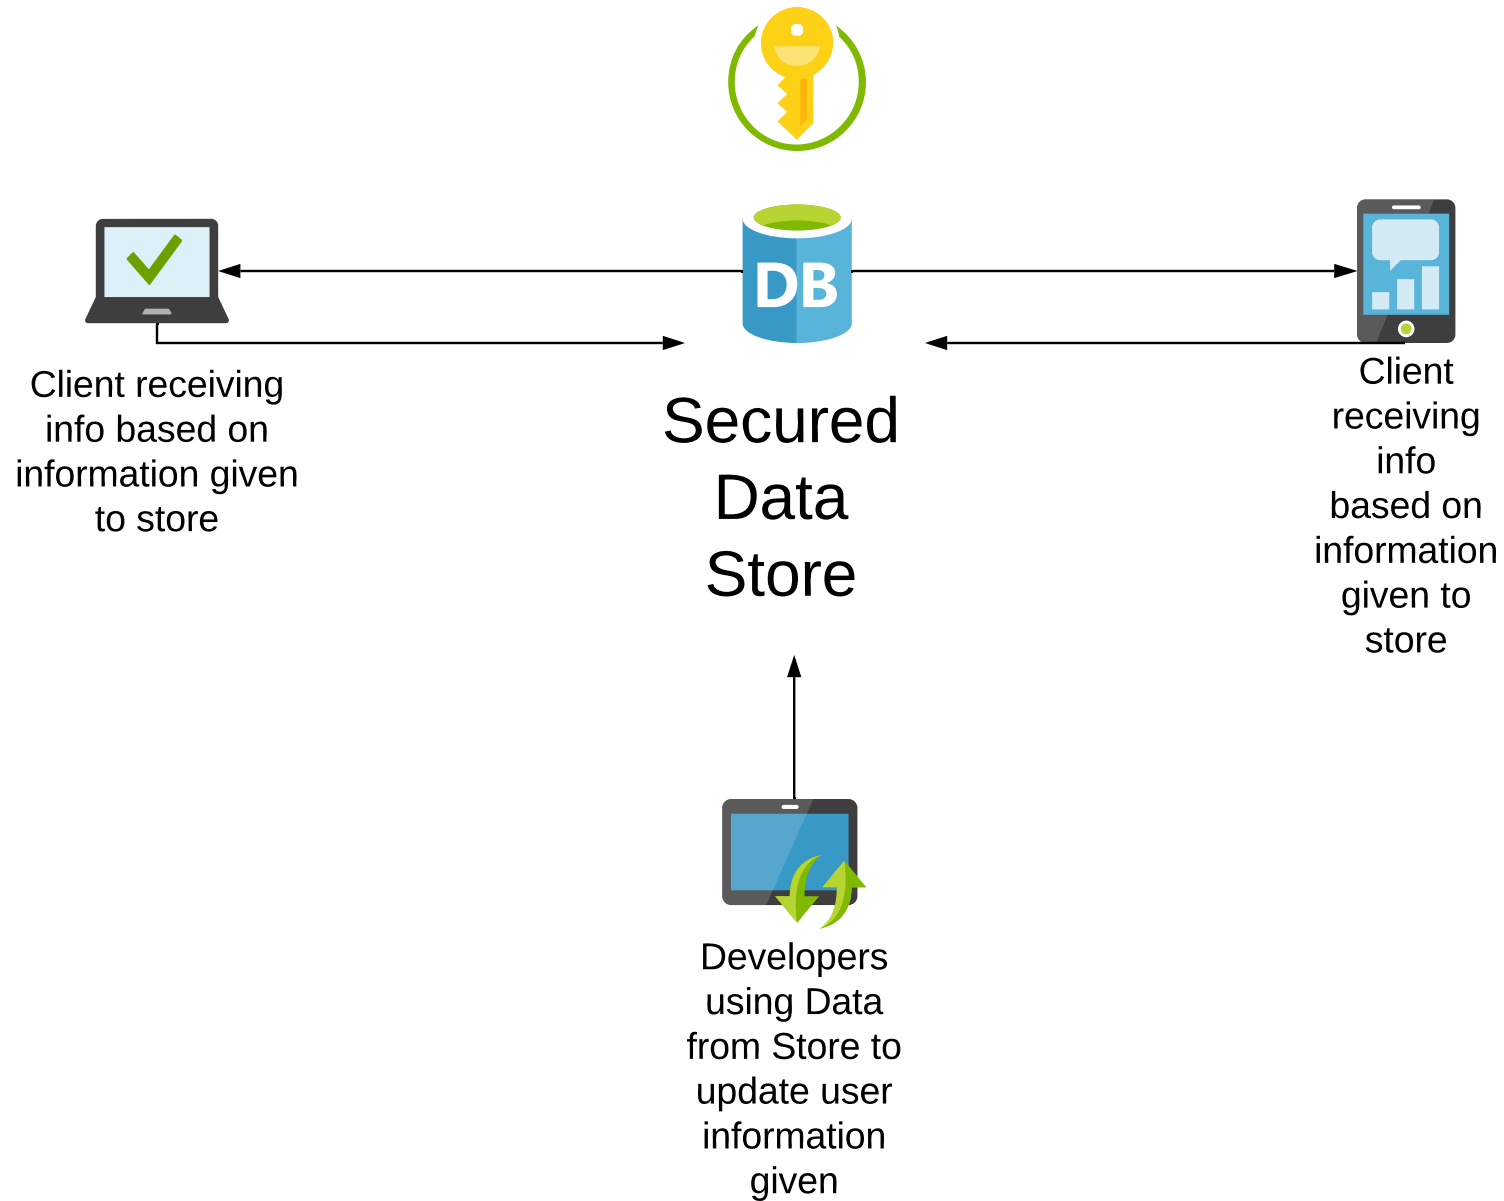 DB
Client receiving
info based on
information given
to store
Secured
Data
Store
Client
receiving
info
based on
information
given to
store
Developers
using Data
from Store to
update user
information
given